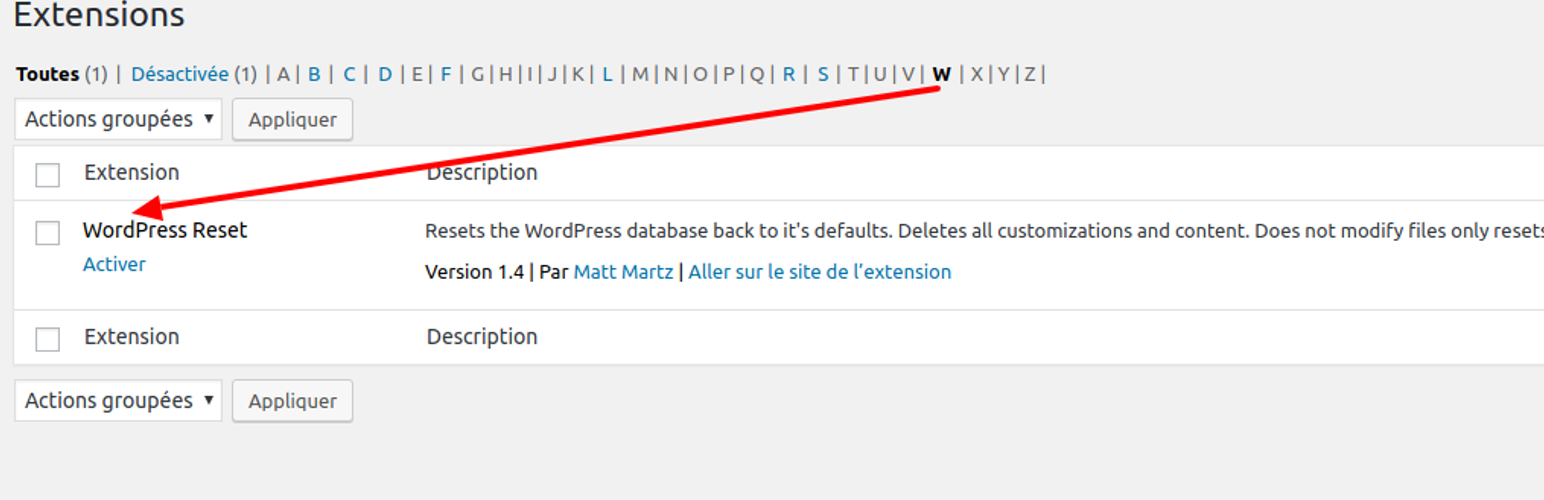 Extensions
Toutes (1) | Désactivée (1) | A | B | C | D | E | F | G | H | I | J | K | L | M | N | O | P | Q | R | S | T | U | V | W | X | Y | Z |
Actions groupées ▼ Appliquer
Extension Description
WordPress Reset Resets the WordPress database back to it's defaults. Deletes all customizations and content. Does not modify files only resets
Activer Version 1.4 | Par Matt Martz | Aller sur le site de l'extension
Extension Description
Actions groupées ▼ Appliquer